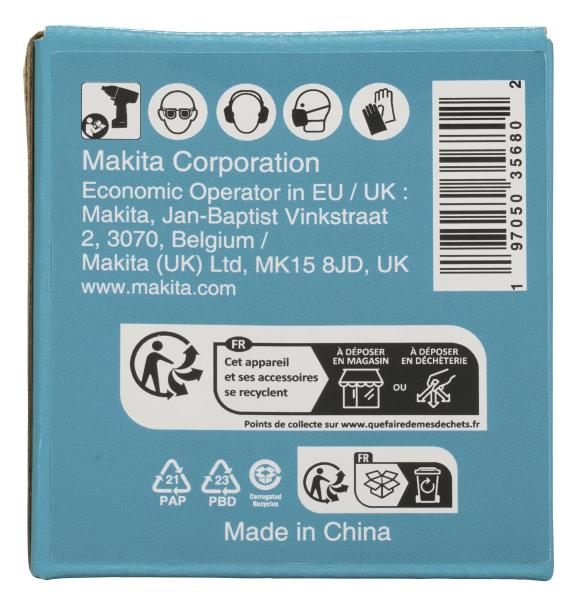 Makita Corporation
Economic Operator in EU / UK :
Makita, Jan-Baptist Vinkstraat
2, 3070, Belgium /
Makita (UK) Ltd, MK15 8JD, UK
www.makita.com
1 97050 35680 2
FR
Cet appareil
et ses accessoires
se recyclent
À DÉPOSER
EN MAGASIN
OU
À DÉPOSER
EN DÉCHÈTERIE
Points de collecte sur www.quefairedemesdechets.fr
21
PAP
23
PBD
Corrugated
Recycles
FR
Made in China